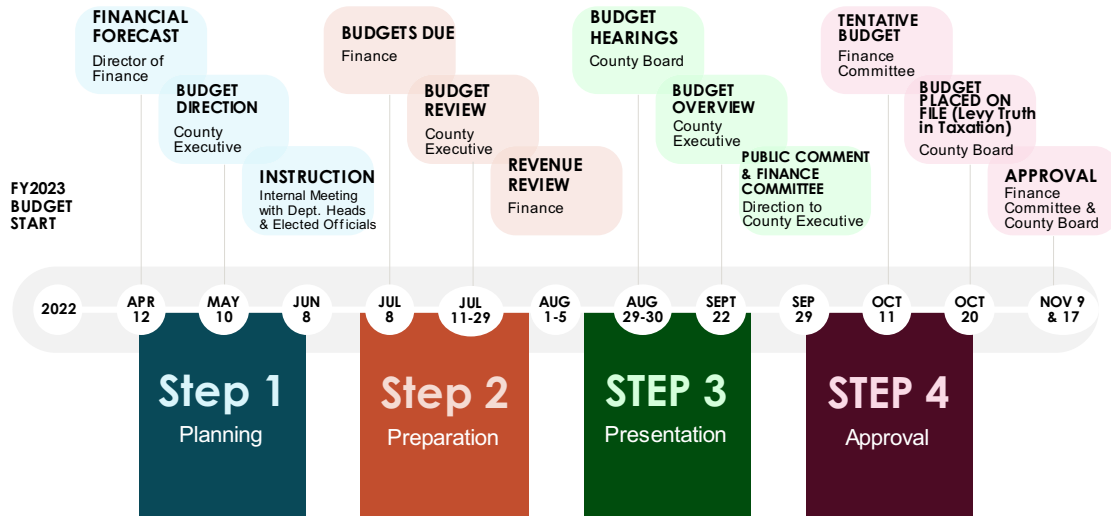 FINANCIAL
FORECAST
Director of
Finance
BUDGET
DIRECTION
County
Executive
INSTRUCTION
Internal Meeting
with Dept. Heads
& Elected Officials
BUDGETS DUE
Finance
BUDGET
REVIEW
County
Executive
REVENUE
REVIEW
Finance
BUDGET
HEARINGS
County Board
BUDGET
OVERVIEW
County
Executive
PUBLIC COMMENT
& FINANCE
COMMITTEE
Direction to
County Executive
TENTATIVE
BUDGET
Finance
Committee
BUDGET
PLACED ON
FILE (Levy Truth
in Taxation)
County Board
APPROVAL
Finance
Committee &
County Board
FY2023
BUDGET
START
2022
APR
12
MAY
10
JUN
8
JUL
8
JUL
11-29
AUG
1-5
AUG
29-30
SEPT
22
SEP
29
OCT
11
OCT
20
NOV 9
& 17
Step 1
Planning
Step 2
Preparation
STEP 3
Presentation
STEP 4
Approval